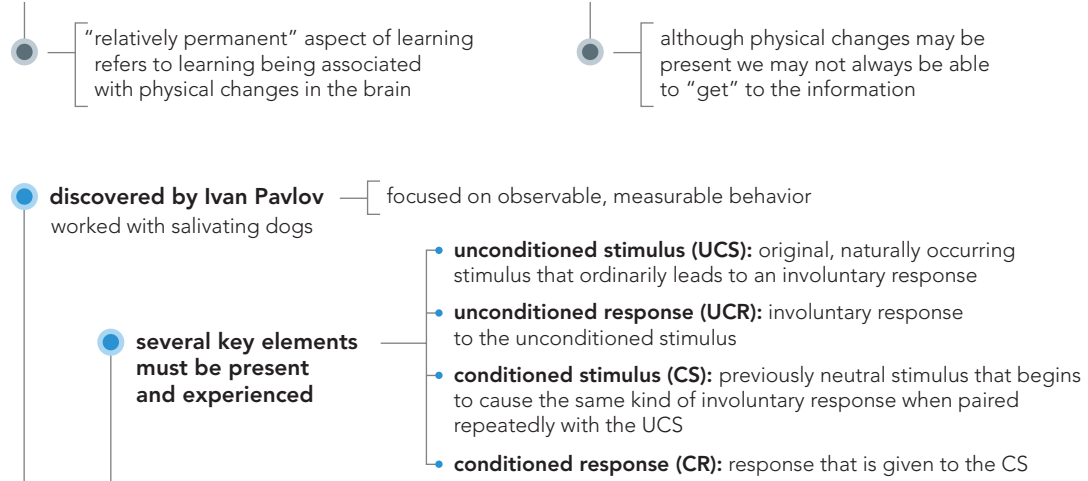 “relatively permanent” aspect of learning
refers to learning being associated
with physical changes in the brain
although physical changes may be
present we may not always be able
to “get” to the information
discovered by Ivan Pavlov
worked with salivating dogs
focused on observable, measurable behavior
several key elements
must be present
and experienced
unconditioned stimulus (UCS): original, naturally occurring
stimulus that ordinarily leads to an involuntary response
unconditioned response (UCR): involuntary response
to the unconditioned stimulus
conditioned stimulus (CS): previously neutral stimulus that begins
to cause the same kind of involuntary response when paired
repeatedly with the UCS
conditioned response (CR): response that is given to the CS